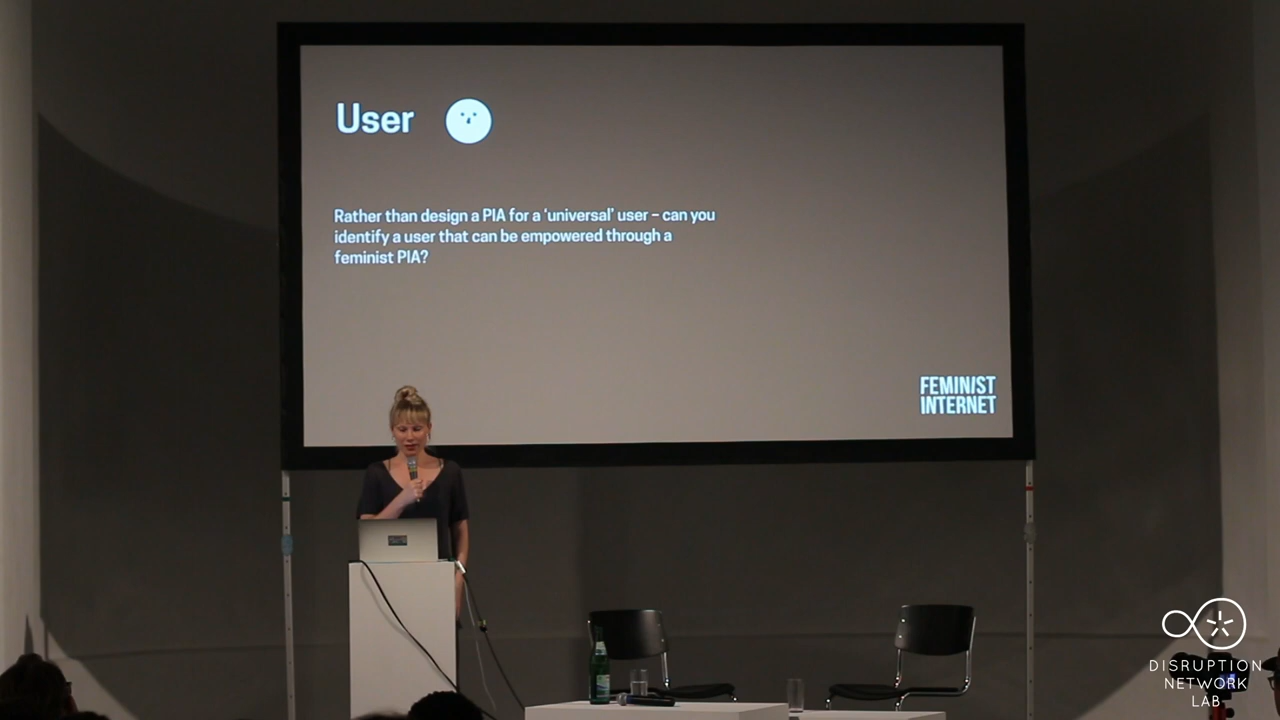 User
Rather than design a PIA for a ‘universal’ user – can you
identify a user that can be empowered through a
feminist PIA?
FEMINIST
INTERNET
DISRUPTION
NETWORK
LAB